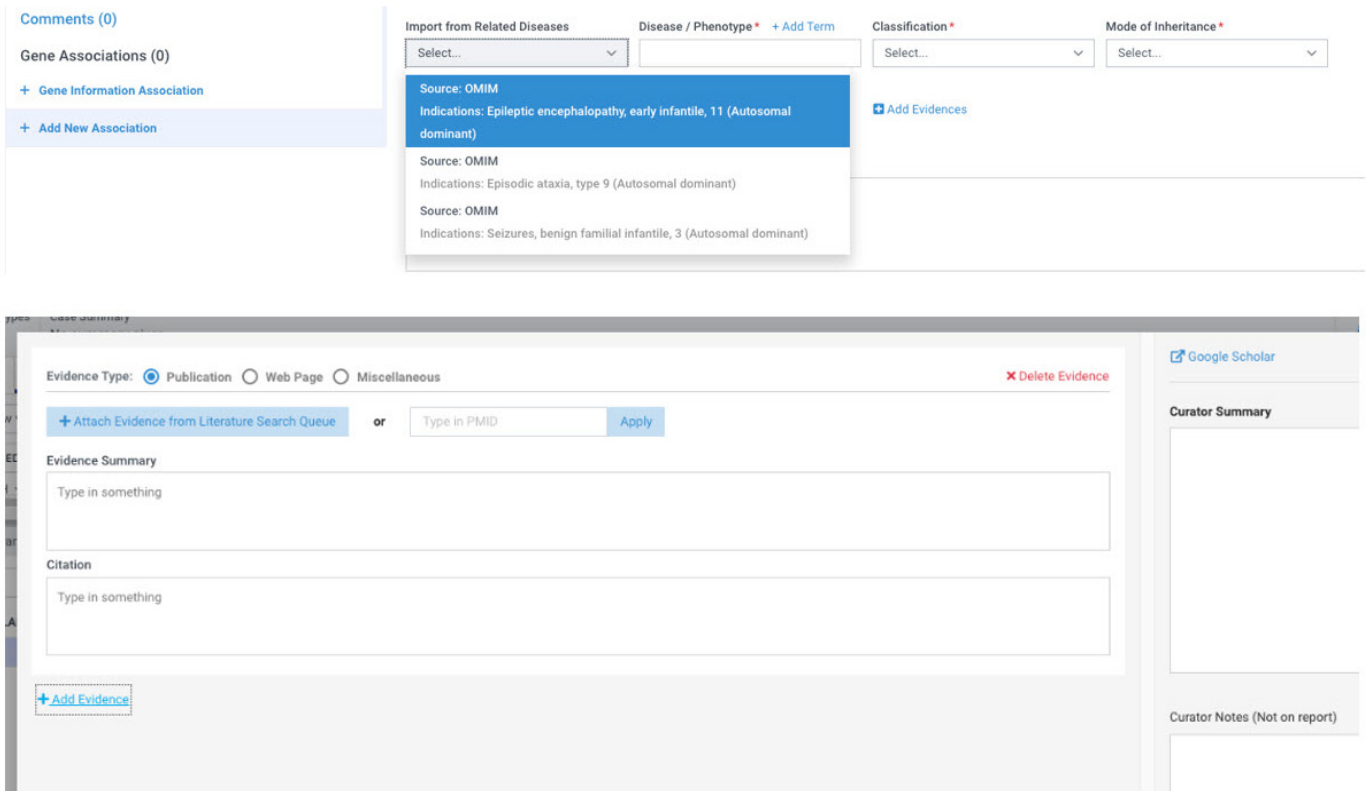 Comments (0)
Gene Associations (0)
+ Gene Information Association
+ Add New Association
Import from Related Diseases
Disease / Phenotype * + Add Term
Classification *
Mode of Inheritance *
Select...
Select...
Select...
Source: OMIM
Indications: Epileptic encephalopathy, early infantile, 11 (Autosomal
dominant)
Source: OMIM
Indications: Episodic ataxia, type 9 (Autosomal dominant)
Source: OMIM
Indications: Seizures, benign familial infantile, 3 (Autosomal dominant)
Add Evidences
Case Summary
Evidence Type: Publication Web Page Miscellaneous
Delete Evidence
+ Attach Evidence from Literature Search Queue or Type in PMID Apply
Evidence Summary
Type in something
Citation
Type in something
+ Add Evidence
Google Scholar
Curator Summary
Curator Notes (Not on report)